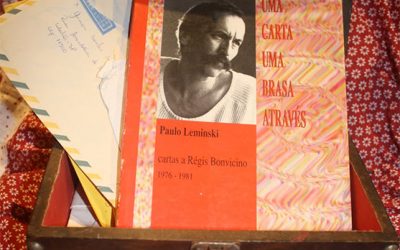 UMA
CARTA
UMA
BRASA
ATRAVÉS
Paulo Leminski
cartas a Régis Bonvicino
1976 - 1981